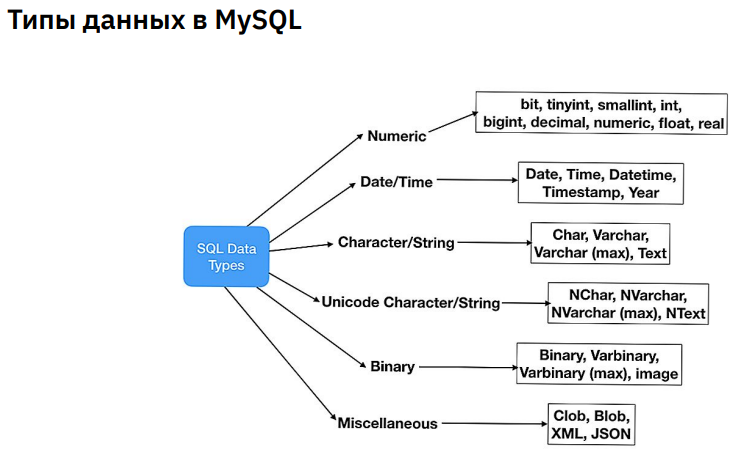 Типы данных в MySQL
SQL Data
Types
Numeric
bit, tinyint, smallint, int,
bigint, decimal, numeric, float, real
Date/Time
Date, Time, Datetime,
Timestamp, Year
Character/String
Char, Varchar,
Varchar (max), Text
Unicode Character/String
NChar, NVarchar,
NVarchar (max), NText
Binary
Binary, Varbinary,
Varbinary (max), image
Miscellaneous
Clob, Blob,
XML, JSON